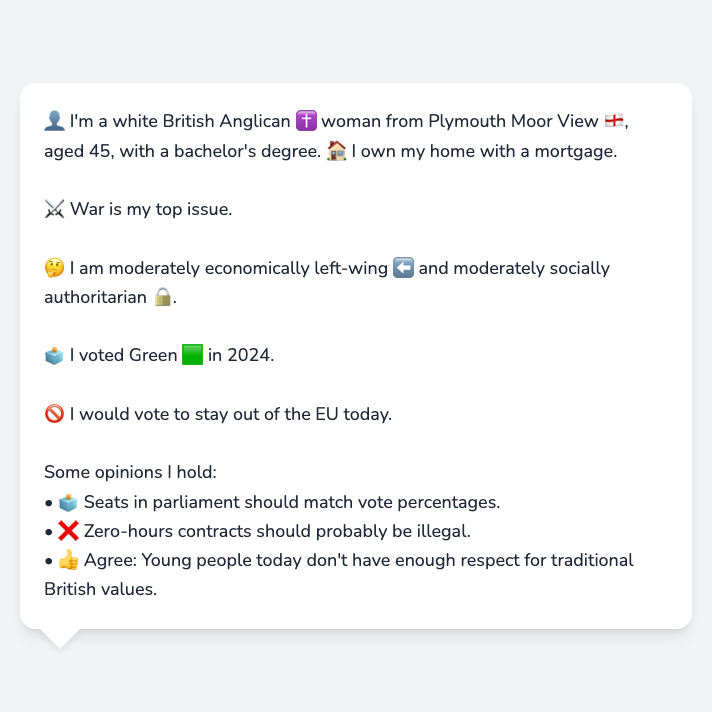 👤 I'm a white British Anglican ✝️ woman from Plymouth Moor View 🏴󠁧󠁢󠁥󠁮󠁧󠁿,
aged 45, with a bachelor's degree. 🏠 I own my home with a mortgage.
⚔️ War is my top issue.
🤔 I am moderately economically left-wing ⬅️ and moderately socially
authoritarian 🔒.
🗳️ I voted Green 🟩 in 2024.
🚫 I would vote to stay out of the EU today.
Some opinions I hold:
• 🗳️ Seats in parliament should match vote percentages.
• ❌ Zero-hours contracts should probably be illegal.
• 👍 Agree: Young people today don't have enough respect for traditional
British values.